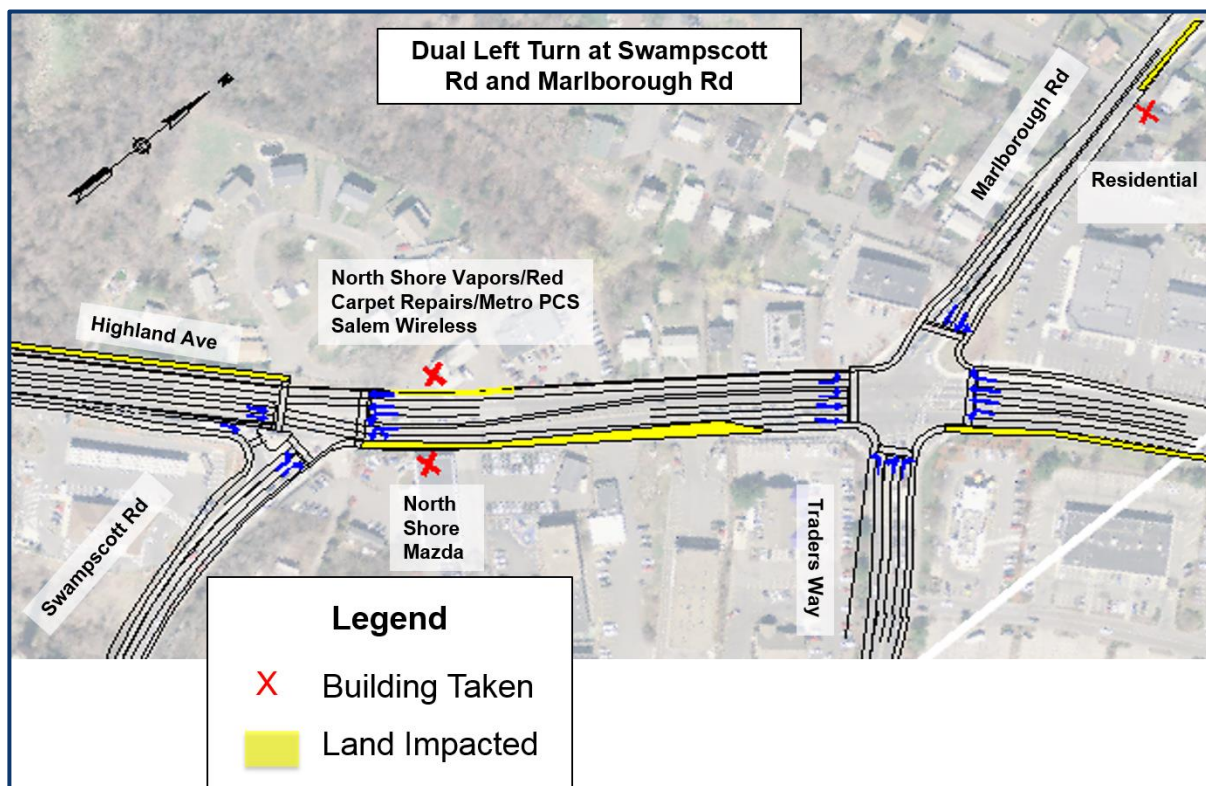 Dual Left Turn at Swampscott
Rd and Marlborough Rd
N
Marlborough Rd
Residential
North Shore Vapors/Red
Carpet Repairs/Metro PCS
Salem Wireless
Highland Ave
Swampscott Rd
North
Shore
Mazda
Traders Way
Legend
X Building Taken
Land Impacted